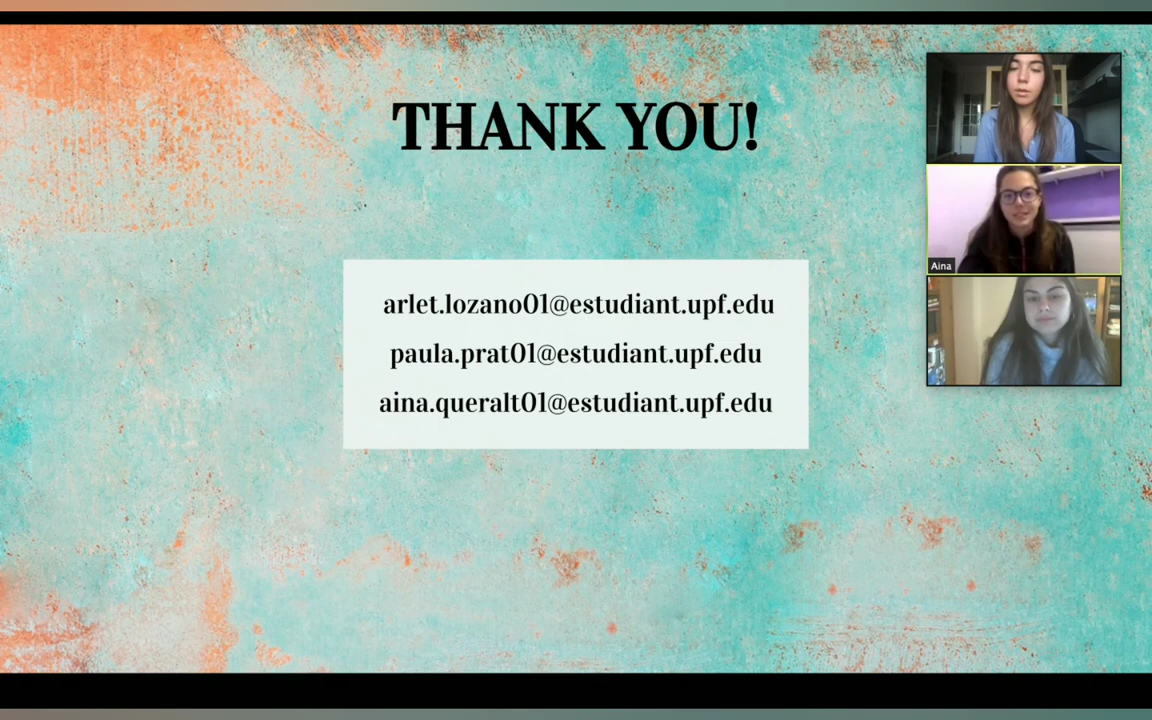 THANK YOU!
arlet.lozano01@estudiant.upf.edu
paula.prat01@estudiant.upf.edu
aina.queralt01@estudiant.upf.edu
Aina